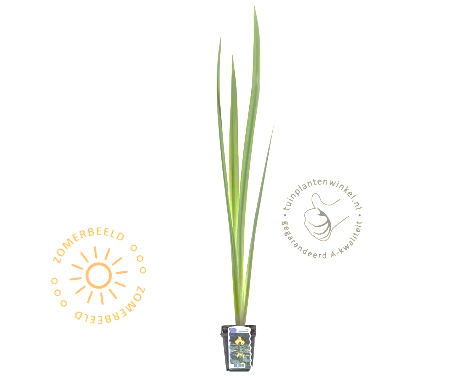 ZOMERBEELD
ZOMERBEELD
tuinplantenwinkel.nl
gegarandeerd A-kwaliteit